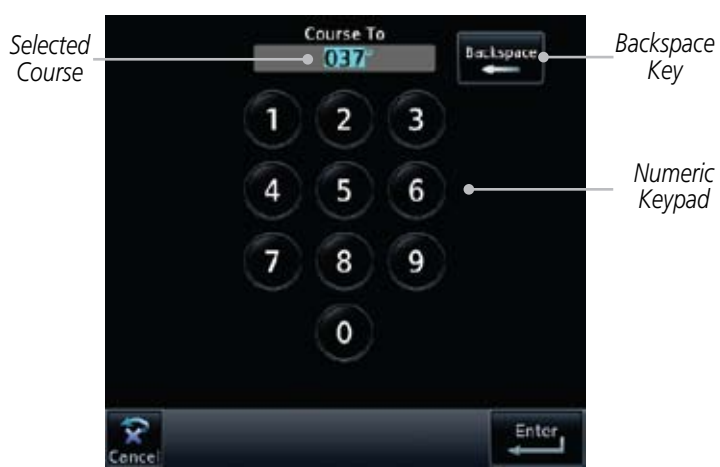 Course To
Selected
Course
037°
Backspace
Backspace
Key
1 2 3
4 5 6
Numeric
Keypad
7 8 9
0
Cancel
Enter